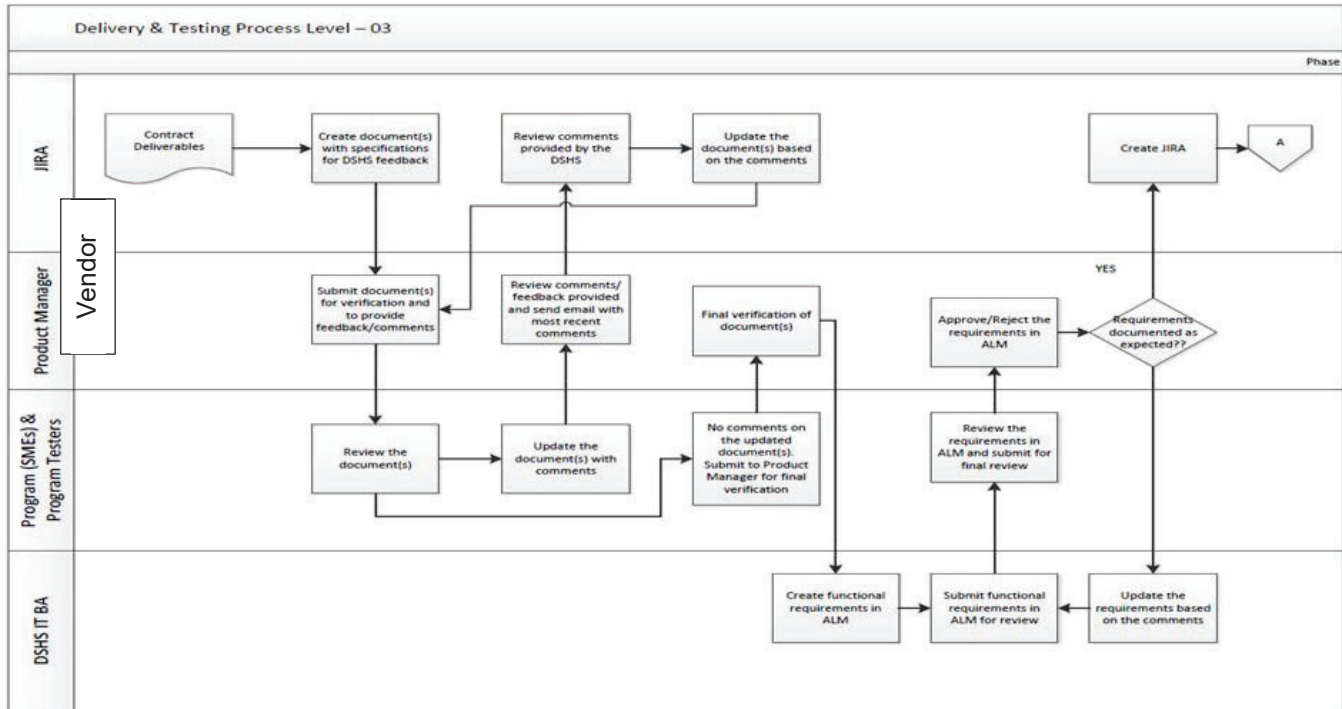 Delivery & Testing Process Level – 03
Phase
JIRA
Vendor
Contract
Deliverables
Create document(s)
with specifications
for DSHS feedback
Review comments
provided by the
DSHS
Update the
document(s) based
on the comments
Create JIRA
A
Product Manager
Submit document(s)
for verification and
to provide
feedback/comments
Review comments/
feedback provided
and send email with
most recent
comments
Final verification of
document(s)
Approve/Reject the
requirements in
ALM
YES
Requirements
documented as
expected??
Program (SMEs) &
Program Testers
Review the
document(s)
Update the
document(s) with
comments
No comments on
the updated
document(s).
Submit to Product
Manager for final
verification
Review the
requirements in
ALM and submit for
final review
DSHS IT BA
Create functional
requirements in
ALM
Submit functional
requirements in
ALM for review
Update the
requirements based
on the comments